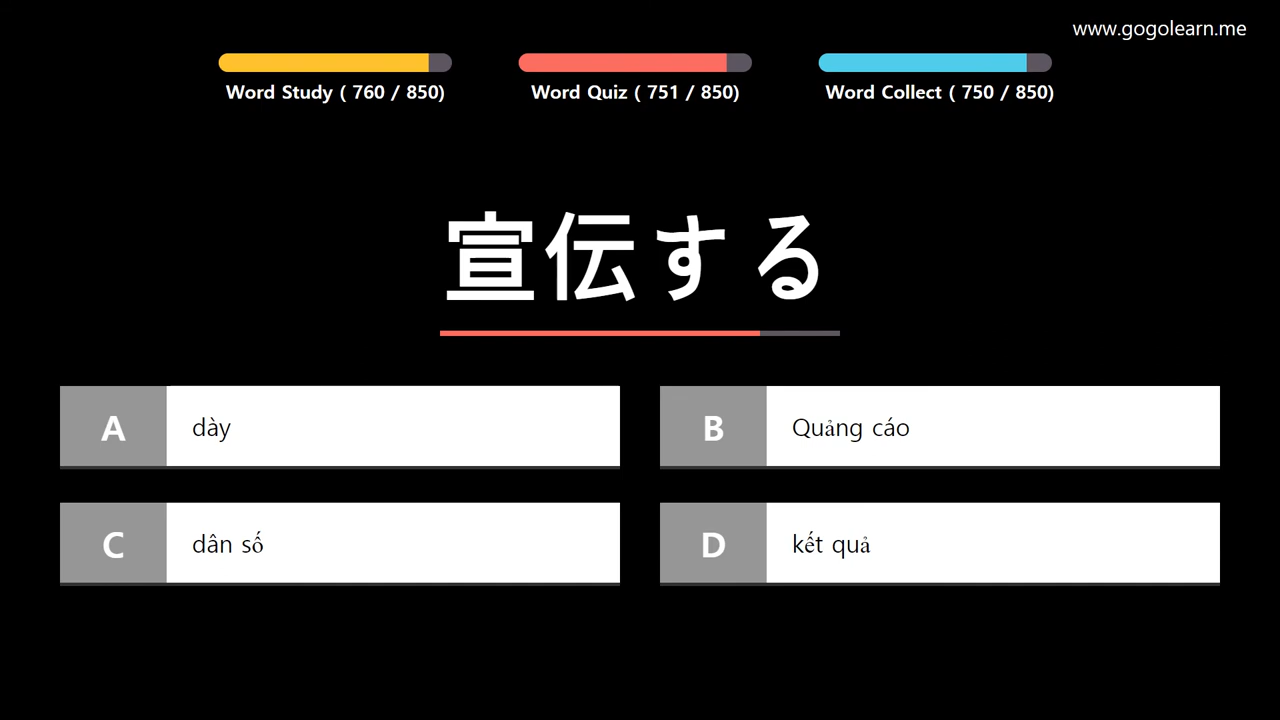 www.gogolearn.me
Word Study ( 760 / 850)
Word Quiz ( 751 / 850)
Word Collect ( 750 / 850)
宣伝する
A dày
B Quảng cáo
C dân số
D kết quả